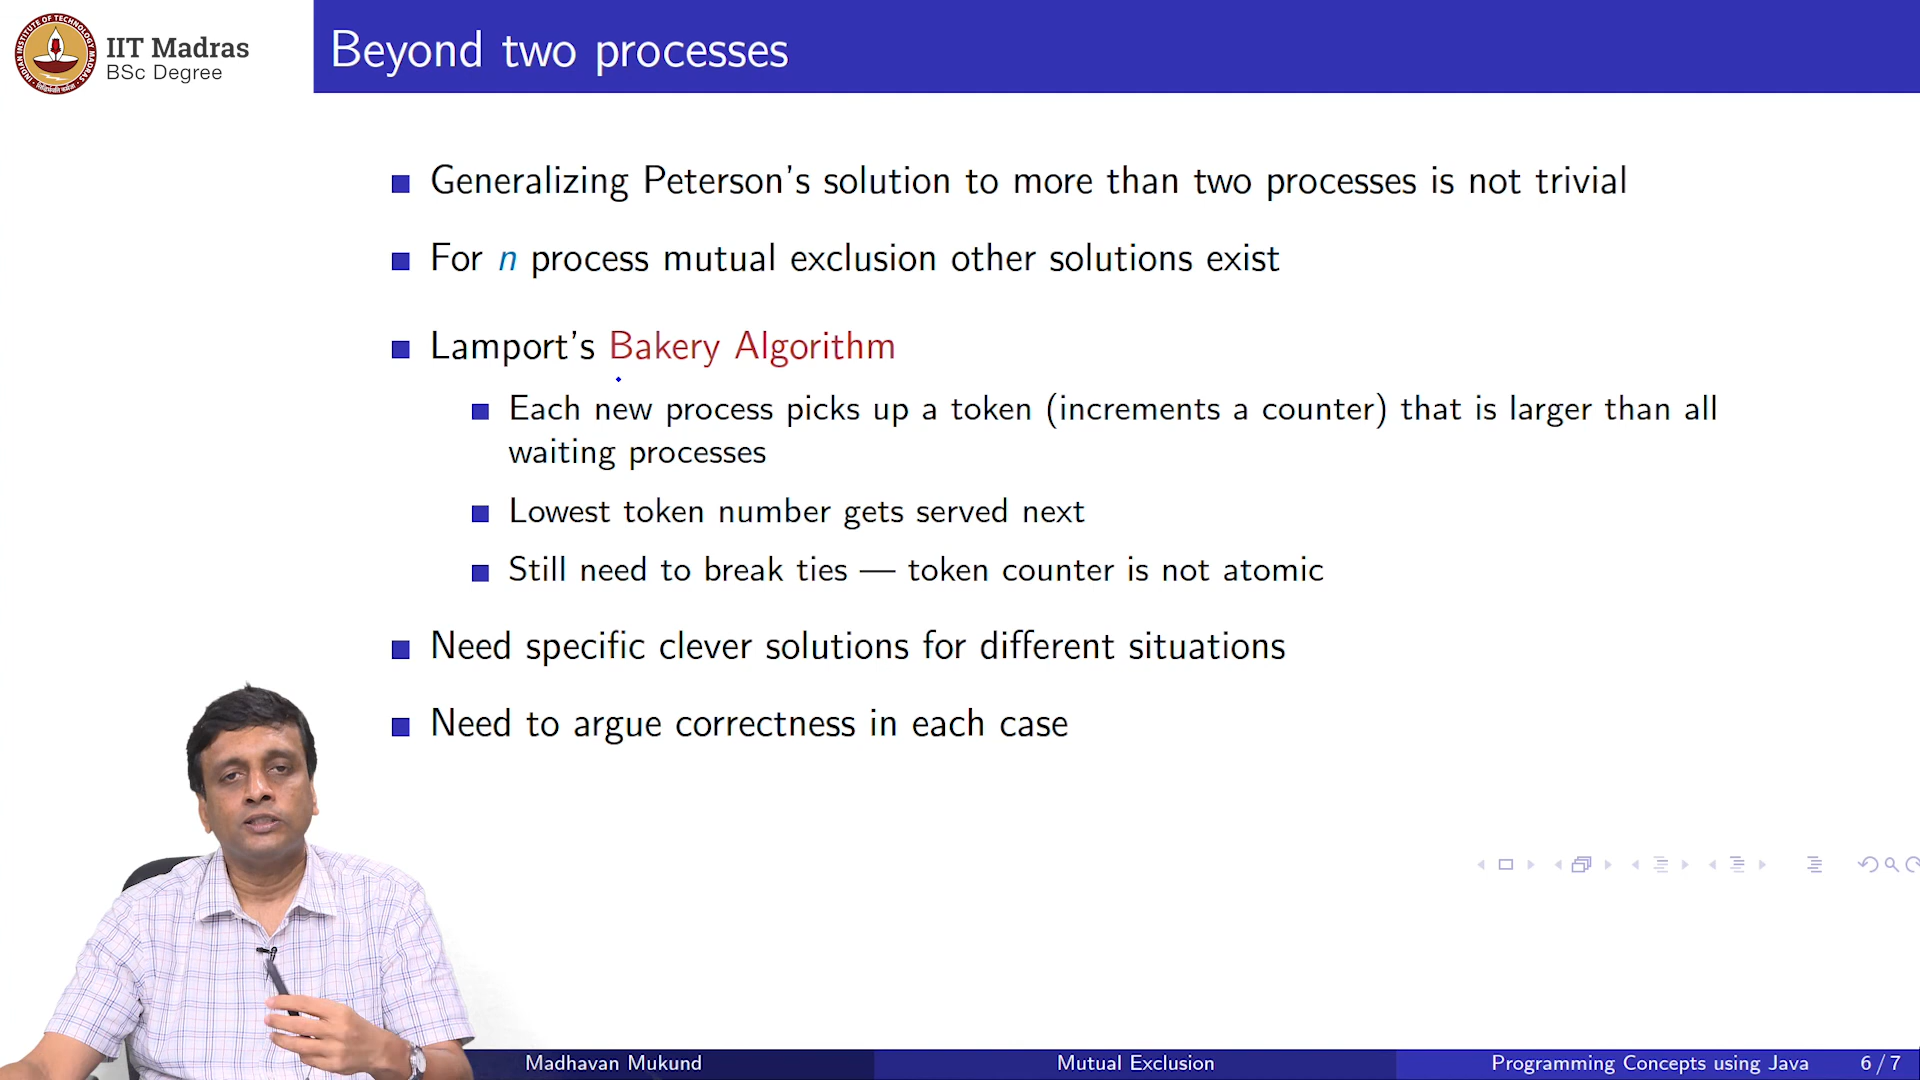 IIT Madras
BSc Degree
Beyond two processes
Generalizing Peterson's solution to more than two processes is not trivial
For n process mutual exclusion other solutions exist
Lamport's Bakery Algorithm
Each new process picks up a token (increments a counter) that is larger than all
waiting processes
Lowest token number gets served next
Still need to break ties — token counter is not atomic
Need specific clever solutions for different situations
Need to argue correctness in each case
Madhavan Mukund
Mutual Exclusion
Programming Concepts using Java
6 / 7